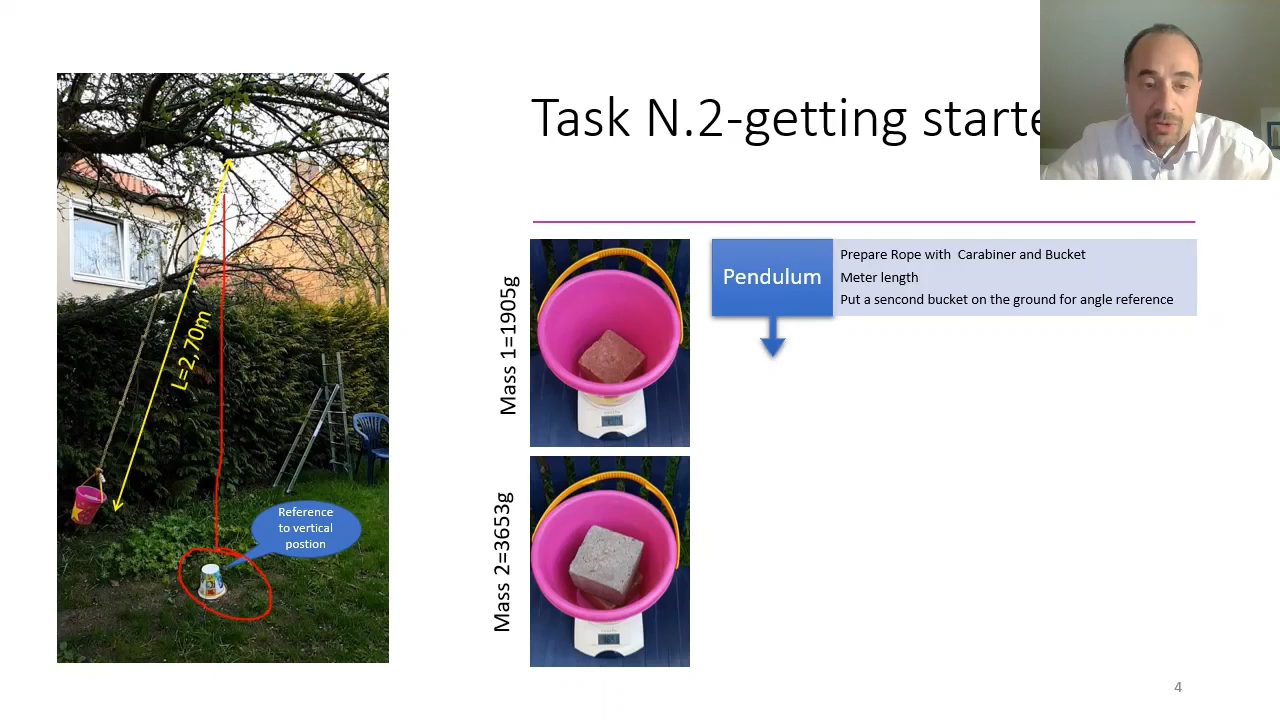 Task N.2-getting starte
L=2,70m
Reference
to vertical
postion
Mass 1=1905g
Mass 2=3653g
Pendulum
Prepare Rope with  Carabiner and Bucket
Meter length
Put a sencond bucket on the ground for angle reference
4